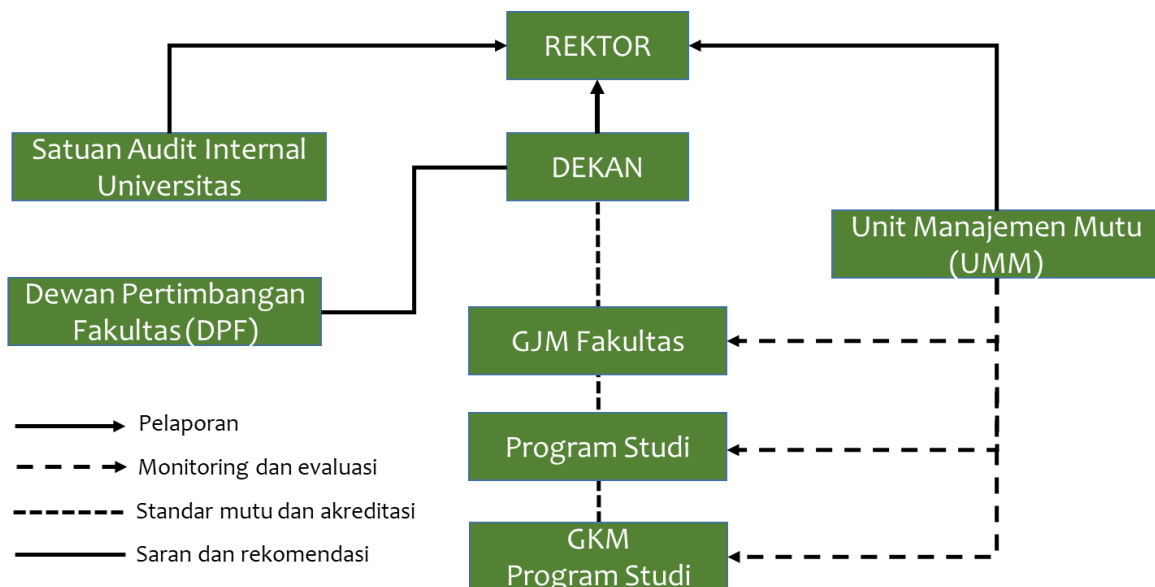 REKTOR
Satuan Audit Internal
Universitas
DEKAN
Unit Manajemen Mutu
(UMM)
Dewan Pertimbangan
Fakultas (DPF)
GJM Fakultas
Program Studi
GKM
Program Studi
Pelaporan
Monitoring dan evaluasi
Standar mutu dan akreditasi
Saran dan rekomendasi